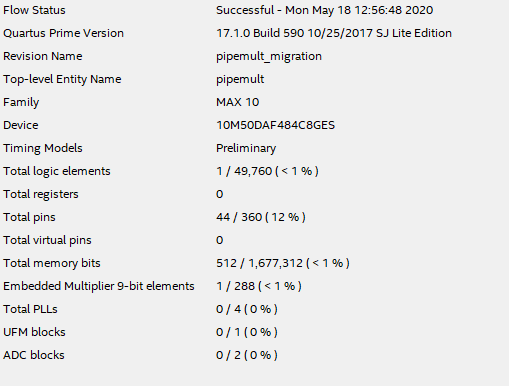 Flow Status Successful - Mon May 18 12:56:48 2020
Quartus Prime Version 17.1.0 Build 590 10/25/2017 SJ Lite Edition
Revision Name pipemult_migration
Top-level Entity Name pipemult
Family MAX 10
Device 10M50DAF484C8GES
Timing Models Preliminary
Total logic elements 1 / 49,760 ( < 1 % )
Total registers 0
Total pins 44 / 360 ( 12 % )
Total virtual pins 0
Total memory bits 512 / 1,677,312 ( < 1 % )
Embedded Multiplier 9-bit elements 1 / 288 ( < 1 % )
Total PLLs 0 / 4 ( 0 % )
UFM blocks 0 / 1 ( 0 % )
ADC blocks 0 / 2 ( 0 % )